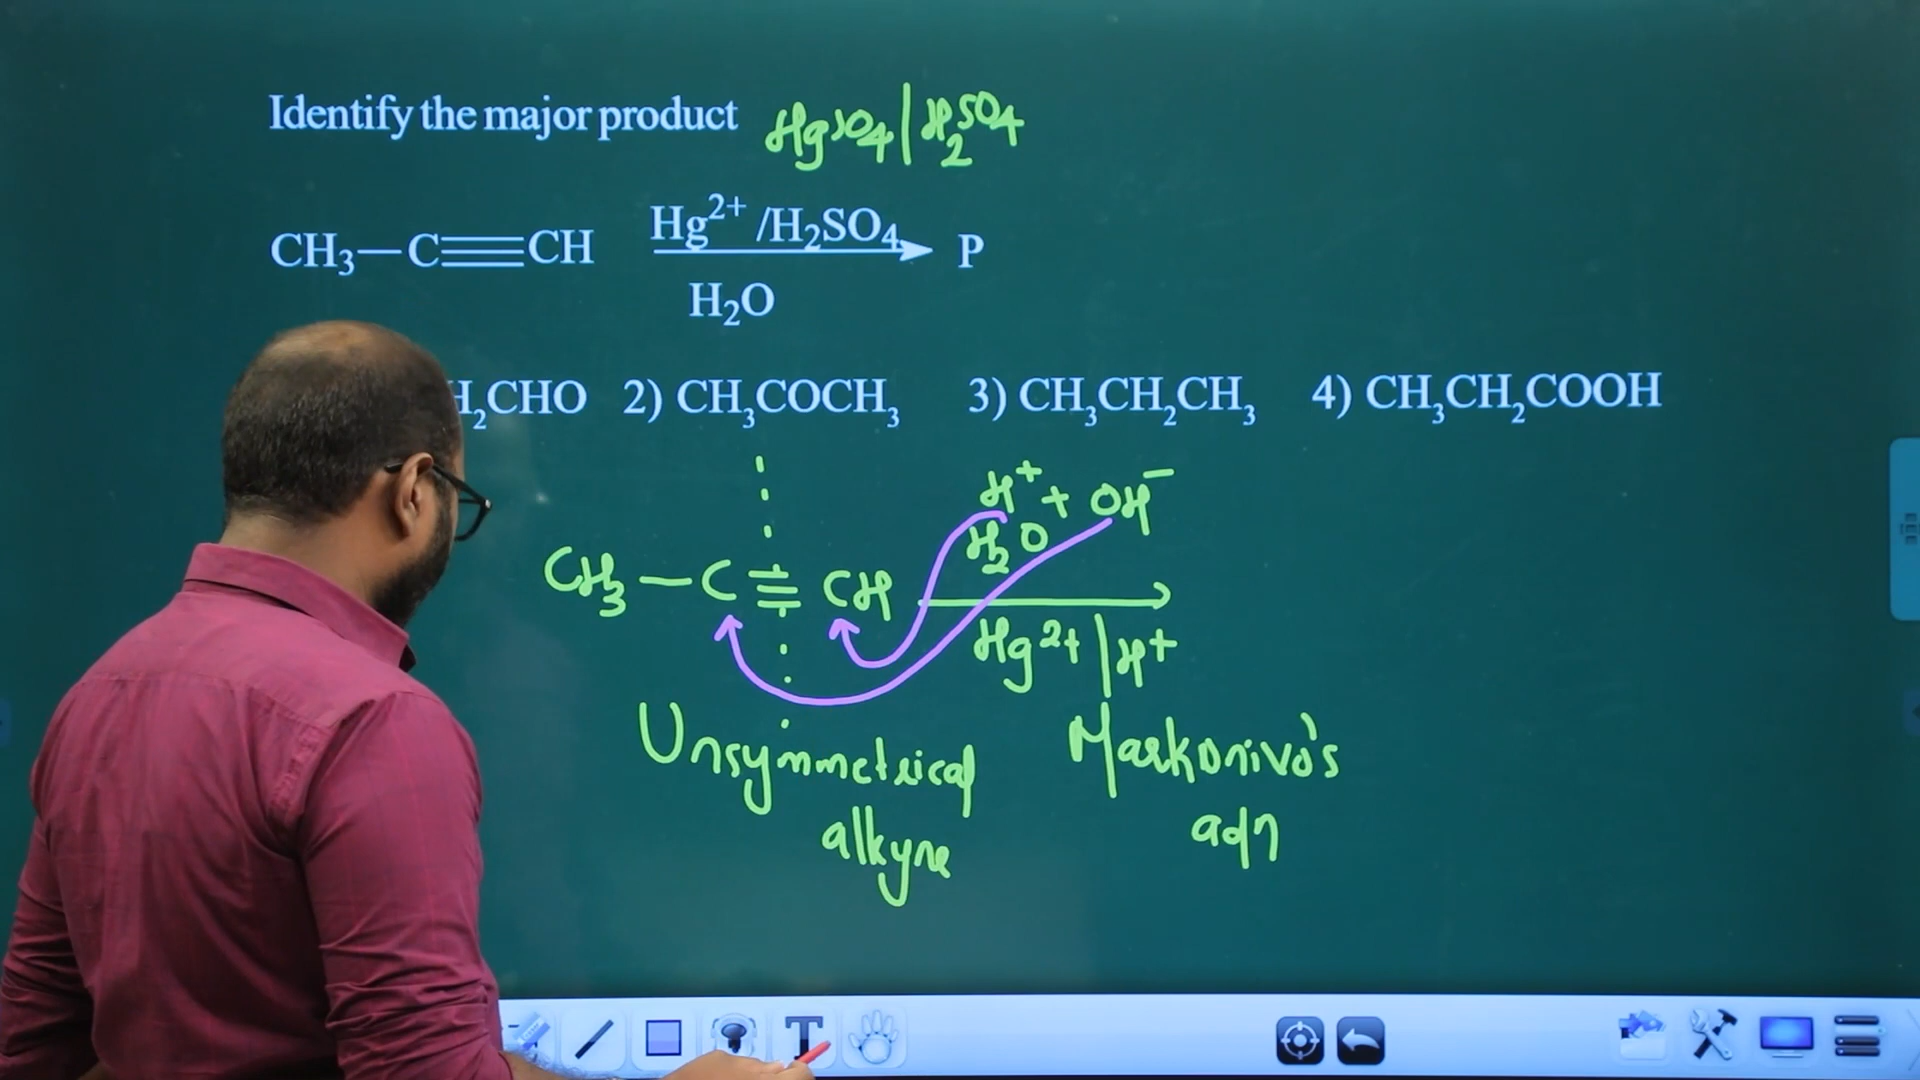 Identify the major product HgSO4 | H2SO4
CH₃—C≡CH Hg²⁺ /H₂SO₄ P
H₂O
H₂CHO 2) CH₃COCH₃ 3) CH₃CH₂CH₃ 4) CH₃CH₂COOH
H⁺ + OH⁻
H₂O
CH₃ — C ≡ CH
Hg²⁺ | H⁺
Unsymmetrical Markonivo's
alkyne adn
T